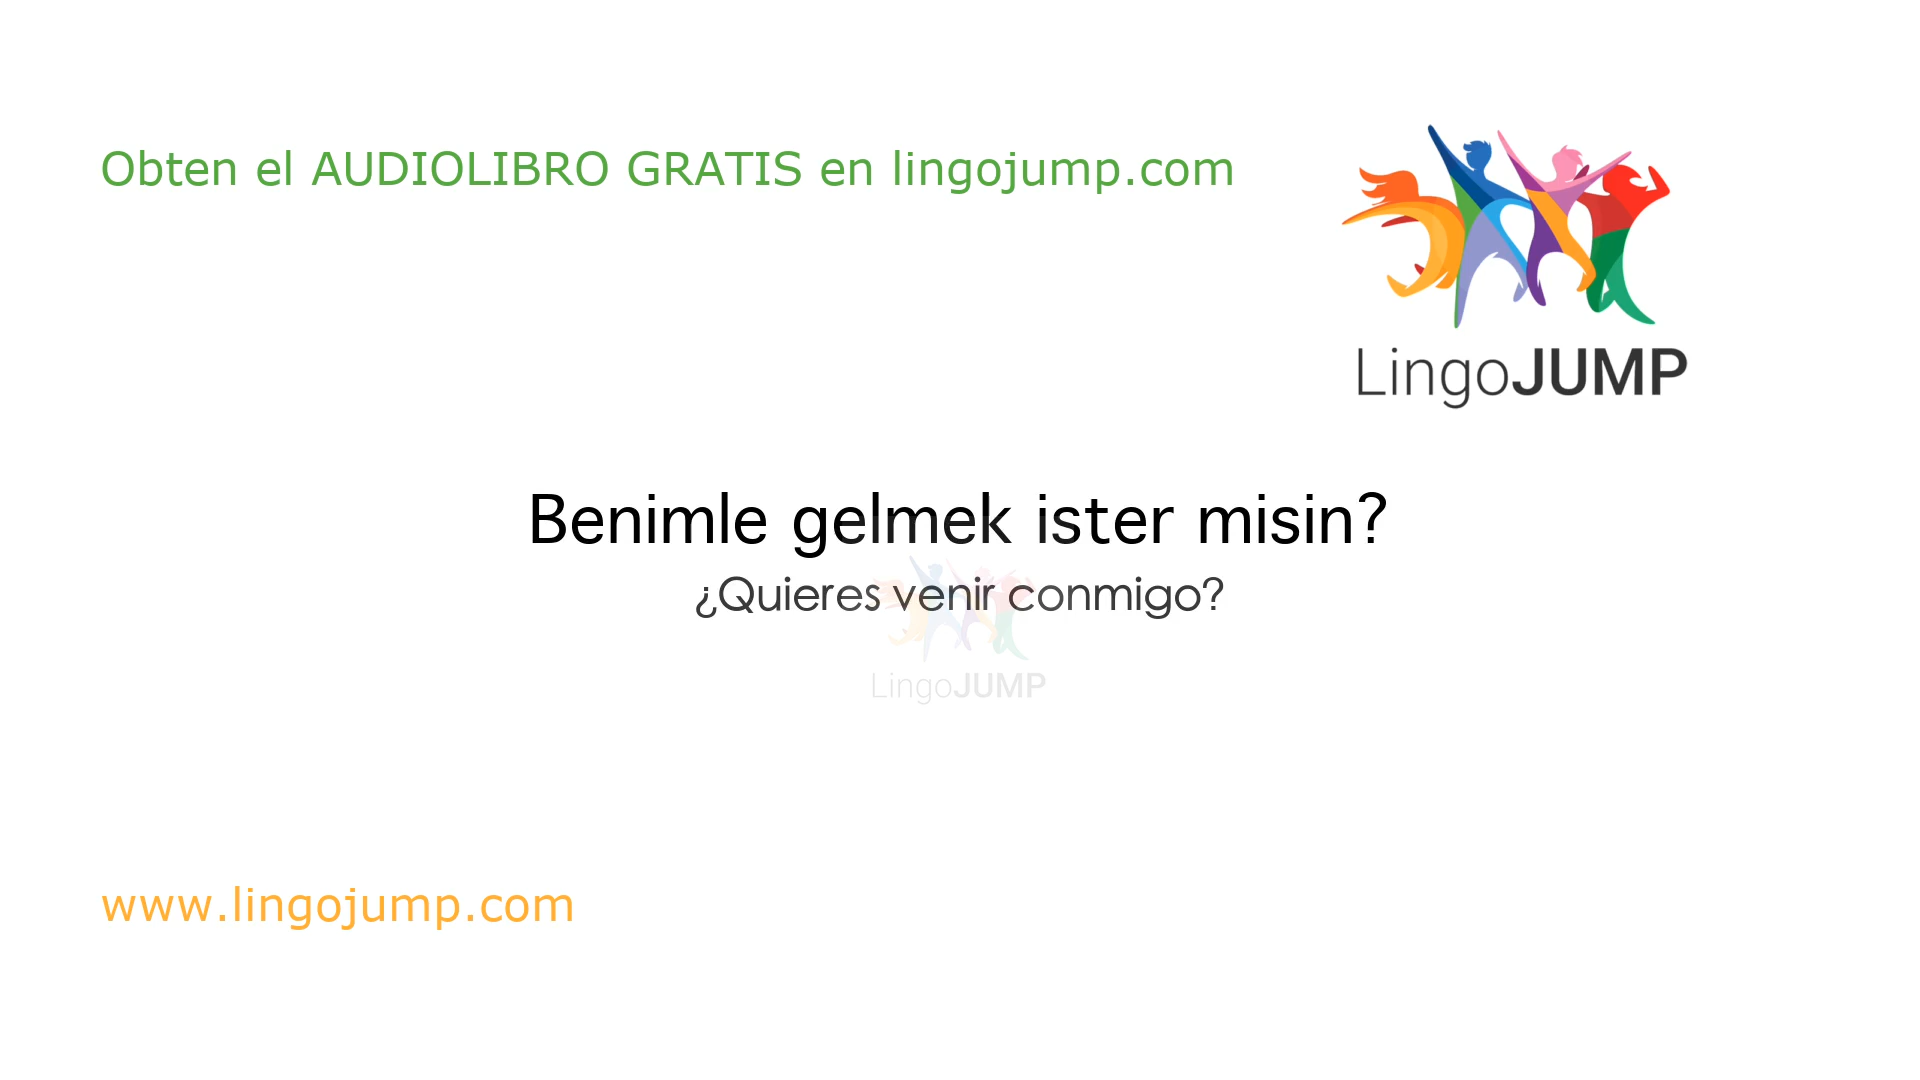 Obten el AUDIOLIBRO GRATIS en lingojump.com
LingoJUMP
Benimle gelmek ister misin?
¿Quieres venir conmigo?
LingoJUMP
www.lingojump.com